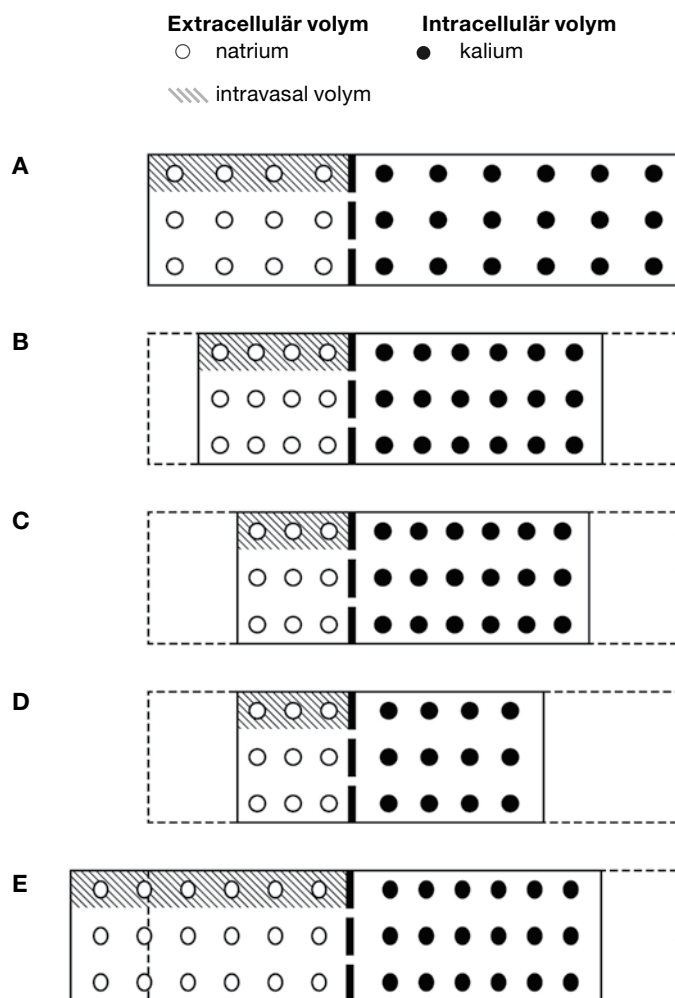 Extracellulär volym Intracellulär volym
natrium kalium
intravasal volym
A
B
C
D
E